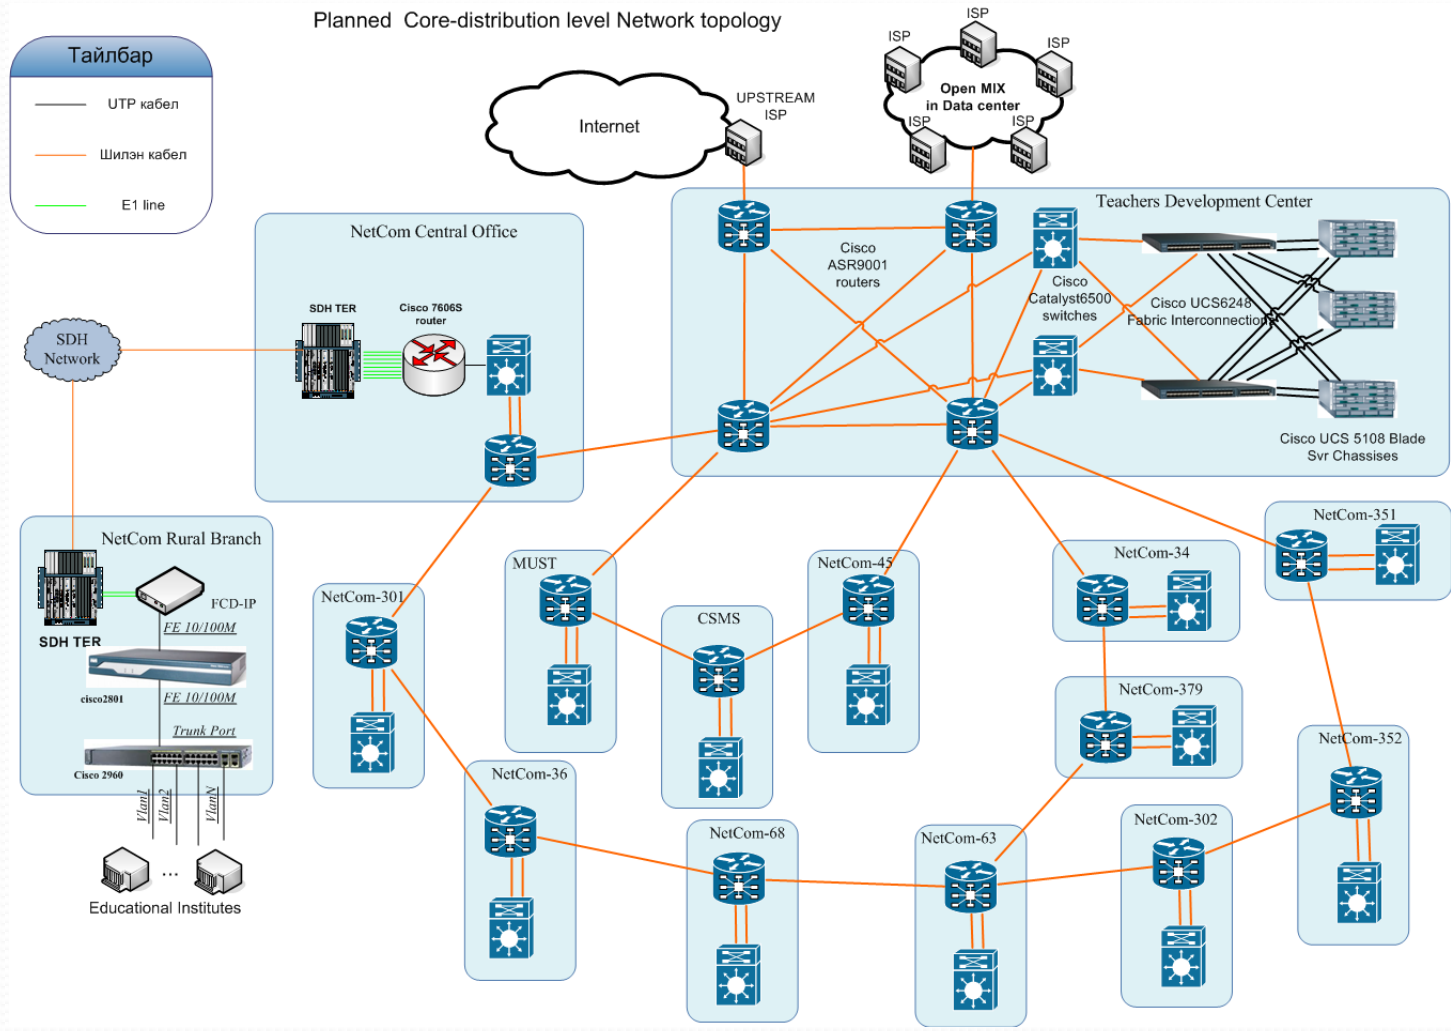 Planned Core-distribution level Network topology
Тайлбар
UTP кабел
Шилэн кабел
E1 line
Internet
UPSTREAM
ISP
ISP
ISP
ISP
Open MIX
in Data center
ISP
ISP
NetCom Central Office
SDH TER
Cisco 7606S
router
SDH
Network
Teachers Development Center
Cisco
ASR9001
routers
Cisco
Catalyst6500
switches
Cisco UCS6248
Fabric Interconnection
Cisco UCS 5108 Blade
Svr Chassises
NetCom Rural Branch
FCD-IP
SDH TER
FE 10/100M
cisco2801
FE 10/100M
Trunk Port
Cisco 2960
Vlan1
Vlan2
VlanN
...
Educational Institutes
NetCom-301
MUST
CSMS
NetCom-45
NetCom-34
NetCom-351
NetCom-379
NetCom-352
NetCom-36
NetCom-68
NetCom-63
NetCom-302